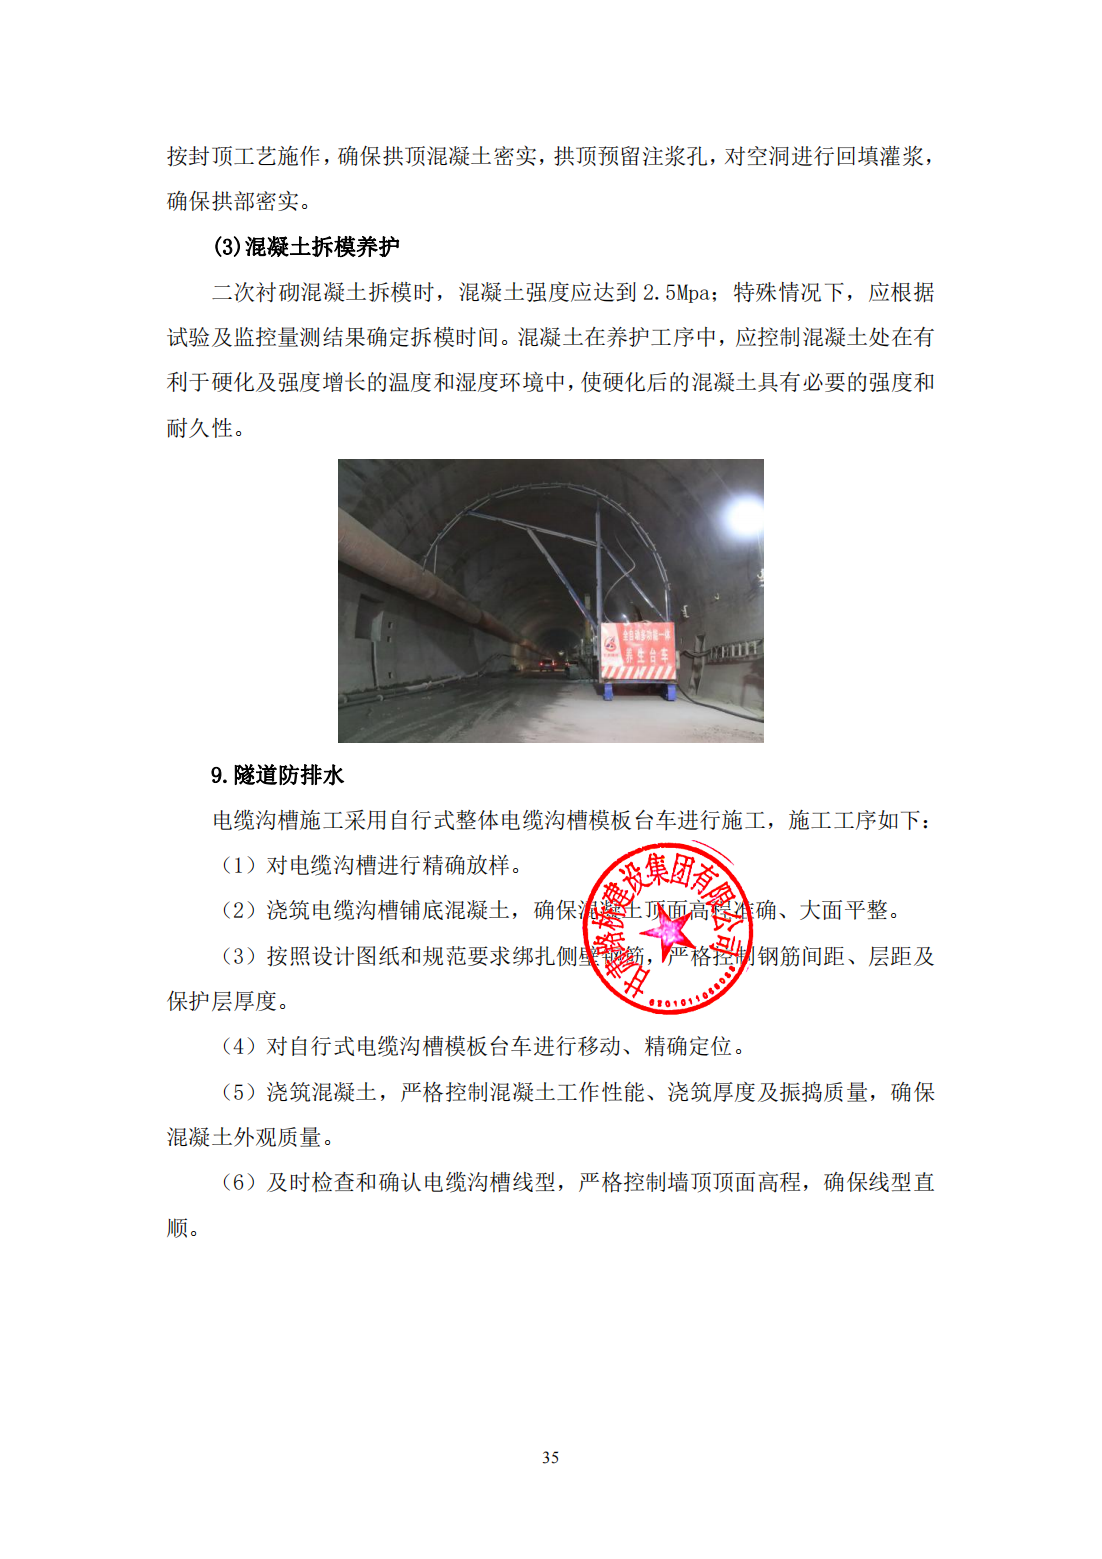 按封顶工艺施作，确保拱顶混凝土密实，拱顶预留注浆孔，对空洞进行回填灌浆，
确保拱部密实。
(3)混凝土拆模养护
二次衬砌混凝土拆模时，混凝土强度应达到 2.5Mpa；特殊情况下，应根据
试验及监控量测结果确定拆模时间。混凝土在养护工序中，应控制混凝土处在有
利于硬化及强度增长的温度和湿度环境中，使硬化后的混凝土具有必要的强度和
耐久性。
全自动多功能一体
养生台车
9.隧道防排水
电缆沟槽施工采用自行式整体电缆沟槽模板台车进行施工，施工工序如下：
（1）对电缆沟槽进行精确放样。
（2）浇筑电缆沟槽铺底混凝土，确保混凝土顶面高程准确、大面平整。
（3）按照设计图纸和规范要求绑扎侧壁钢筋，严格控制钢筋间距、层距及
保护层厚度。
甘肃路桥建设集团有限公司
（4）对自行式电缆沟槽模板台车进行移动、精确定位。
（5）浇筑混凝土，严格控制混凝土工作性能、浇筑厚度及振捣质量，确保
混凝土外观质量。
（6）及时检查和确认电缆沟槽线型，严格控制墙顶顶面高程，确保线型直
顺。
35